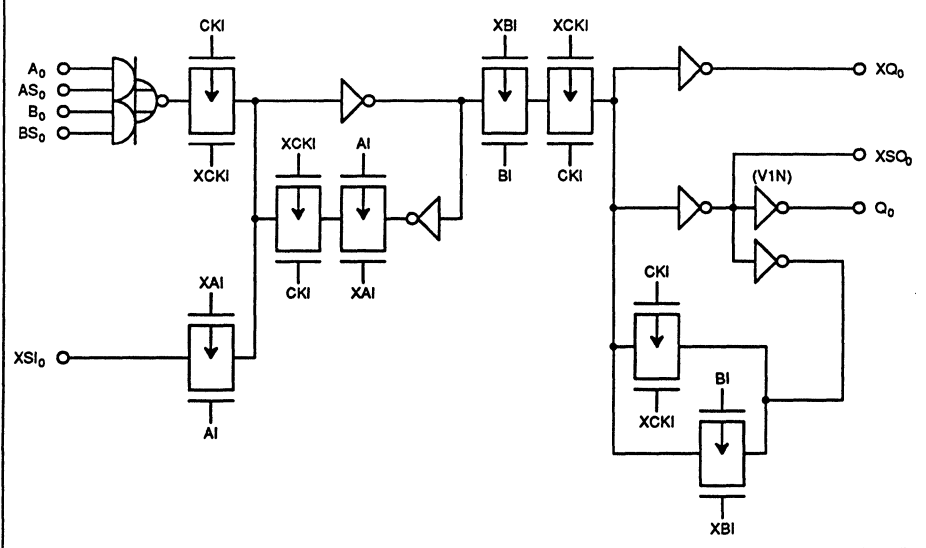 CKI
XBI
XCKI
A0
AS0
B0
BS0
XQ0
XCKI
XCKI
AI
BI
CKI
XSO0
(V1N)
Q0
CKI
XAI
XAI
CKI
XSI0
BI
XCKI
AI
XBI